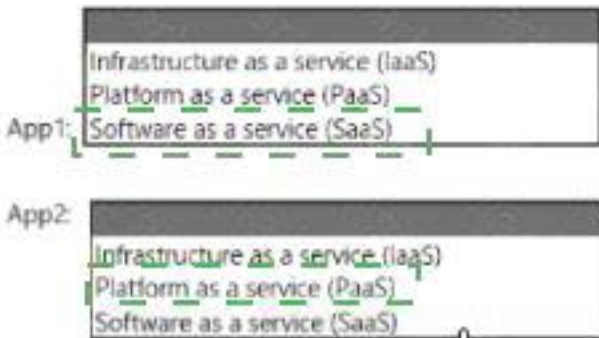 Infrastructure as a service (IaaS)
Platform as a service (PaaS)
App1: Software as a service (SaaS)
App2:
Infrastructure as a service (IaaS)
Platform as a service (PaaS)
Software as a service (SaaS)